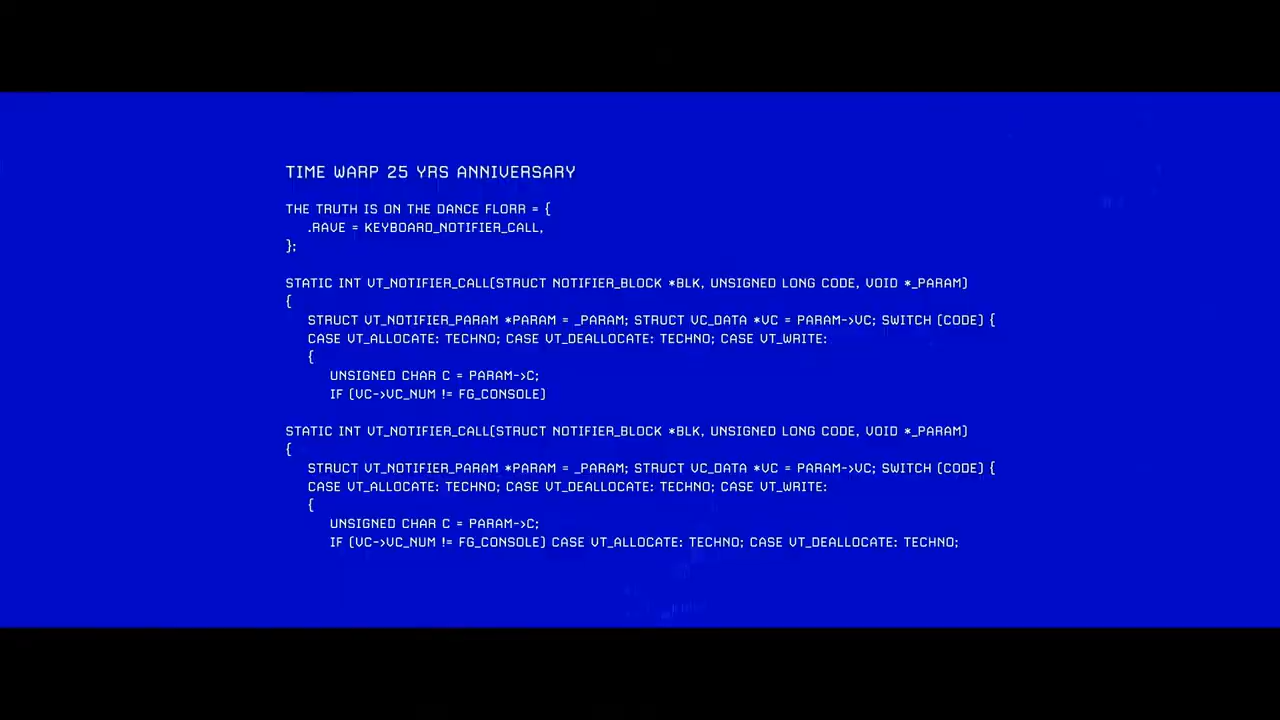 TIME WARP 25 YRS ANNIVERSARY
THE TRUTH IS ON THE DANCE FLORR = {
.RAVE = KEYBOARD_NOTIFIER_CALL,
};
STATIC INT VT_NOTIFIER_CALL(STRUCT NOTIFIER_BLOCK *BLK, UNSIGNED LONG CODE, VOID *_PARAM)
{
STRUCT VT_NOTIFIER_PARAM *PARAM = _PARAM; STRUCT VC_DATA *VC = PARAM->VC; SWITCH (CODE) {
CASE VT_ALLOCATE: TECHNO; CASE VT_DEALLOCATE: TECHNO; CASE VT_WRITE:
{
UNSIGNED CHAR C = PARAM->C;
IF (VC->VC_NUM != FG_CONSOLE)
STATIC INT VT_NOTIFIER_CALL(STRUCT NOTIFIER_BLOCK *BLK, UNSIGNED LONG CODE, VOID *_PARAM)
{
STRUCT VT_NOTIFIER_PARAM *PARAM = _PARAM; STRUCT VC_DATA *VC = PARAM->VC; SWITCH (CODE) {
CASE VT_ALLOCATE: TECHNO; CASE VT_DEALLOCATE: TECHNO; CASE VT_WRITE:
{
UNSIGNED CHAR C = PARAM->C;
IF (VC->VC_NUM != FG_CONSOLE) CASE VT_ALLOCATE: TECHNO; CASE VT_DEALLOCATE: TECHNO;